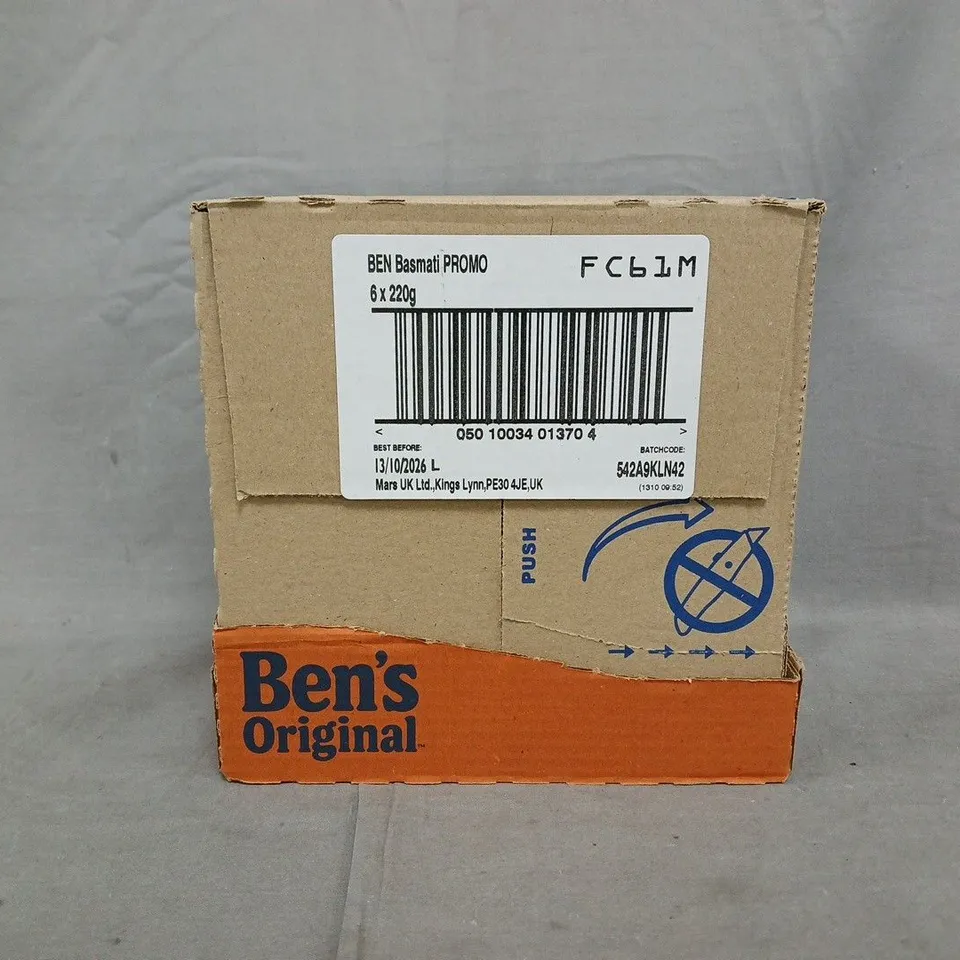 BEN Basmati PROMO
FC61M
6 x 220g
< 050 10034 01370 4 >
BEST BEFORE:
BATCHCODE:
13/10/2026 L
542A9KLN42
Mars UK Ltd.,Kings Lynn,PE30 4JE,UK
(1310 09:52)
PUSH
Ben's
Original™